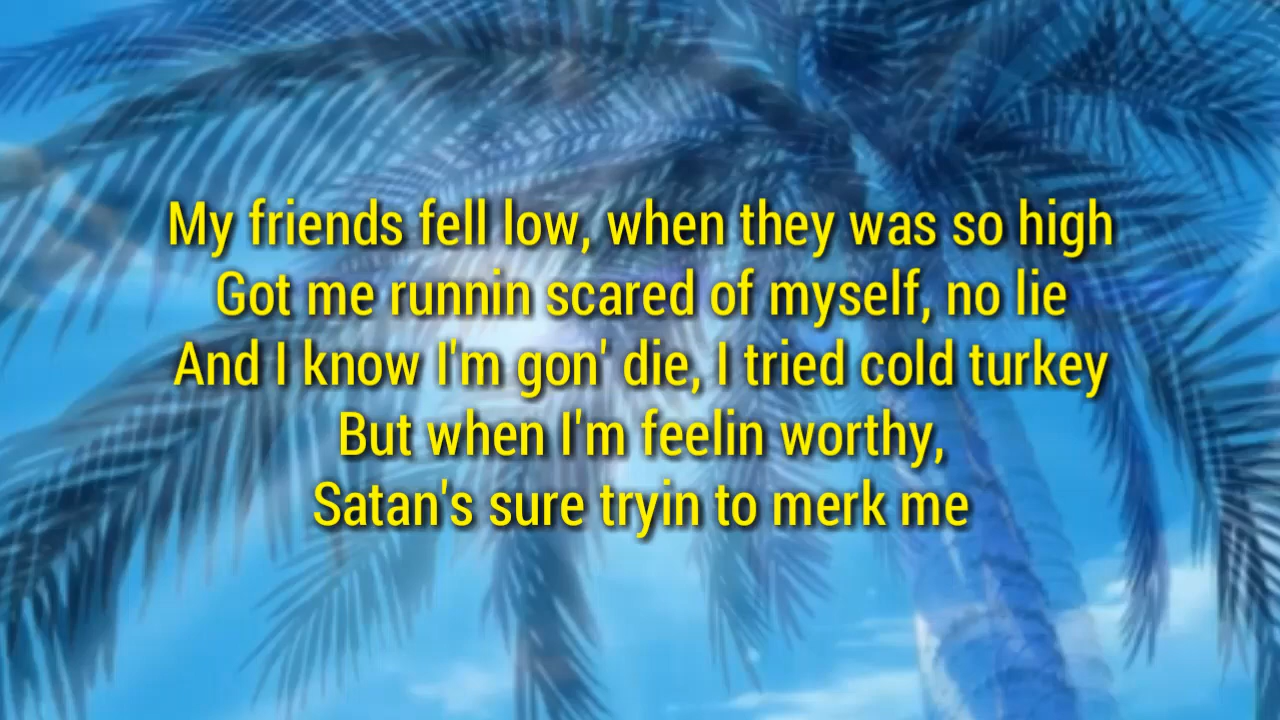 My friends fell low, when they was so high
Got me runnin scared of myself, no lie
And I know I'm gon' die, I tried cold turkey
But when I'm feelin worthy,
Satan's sure tryin to merk me